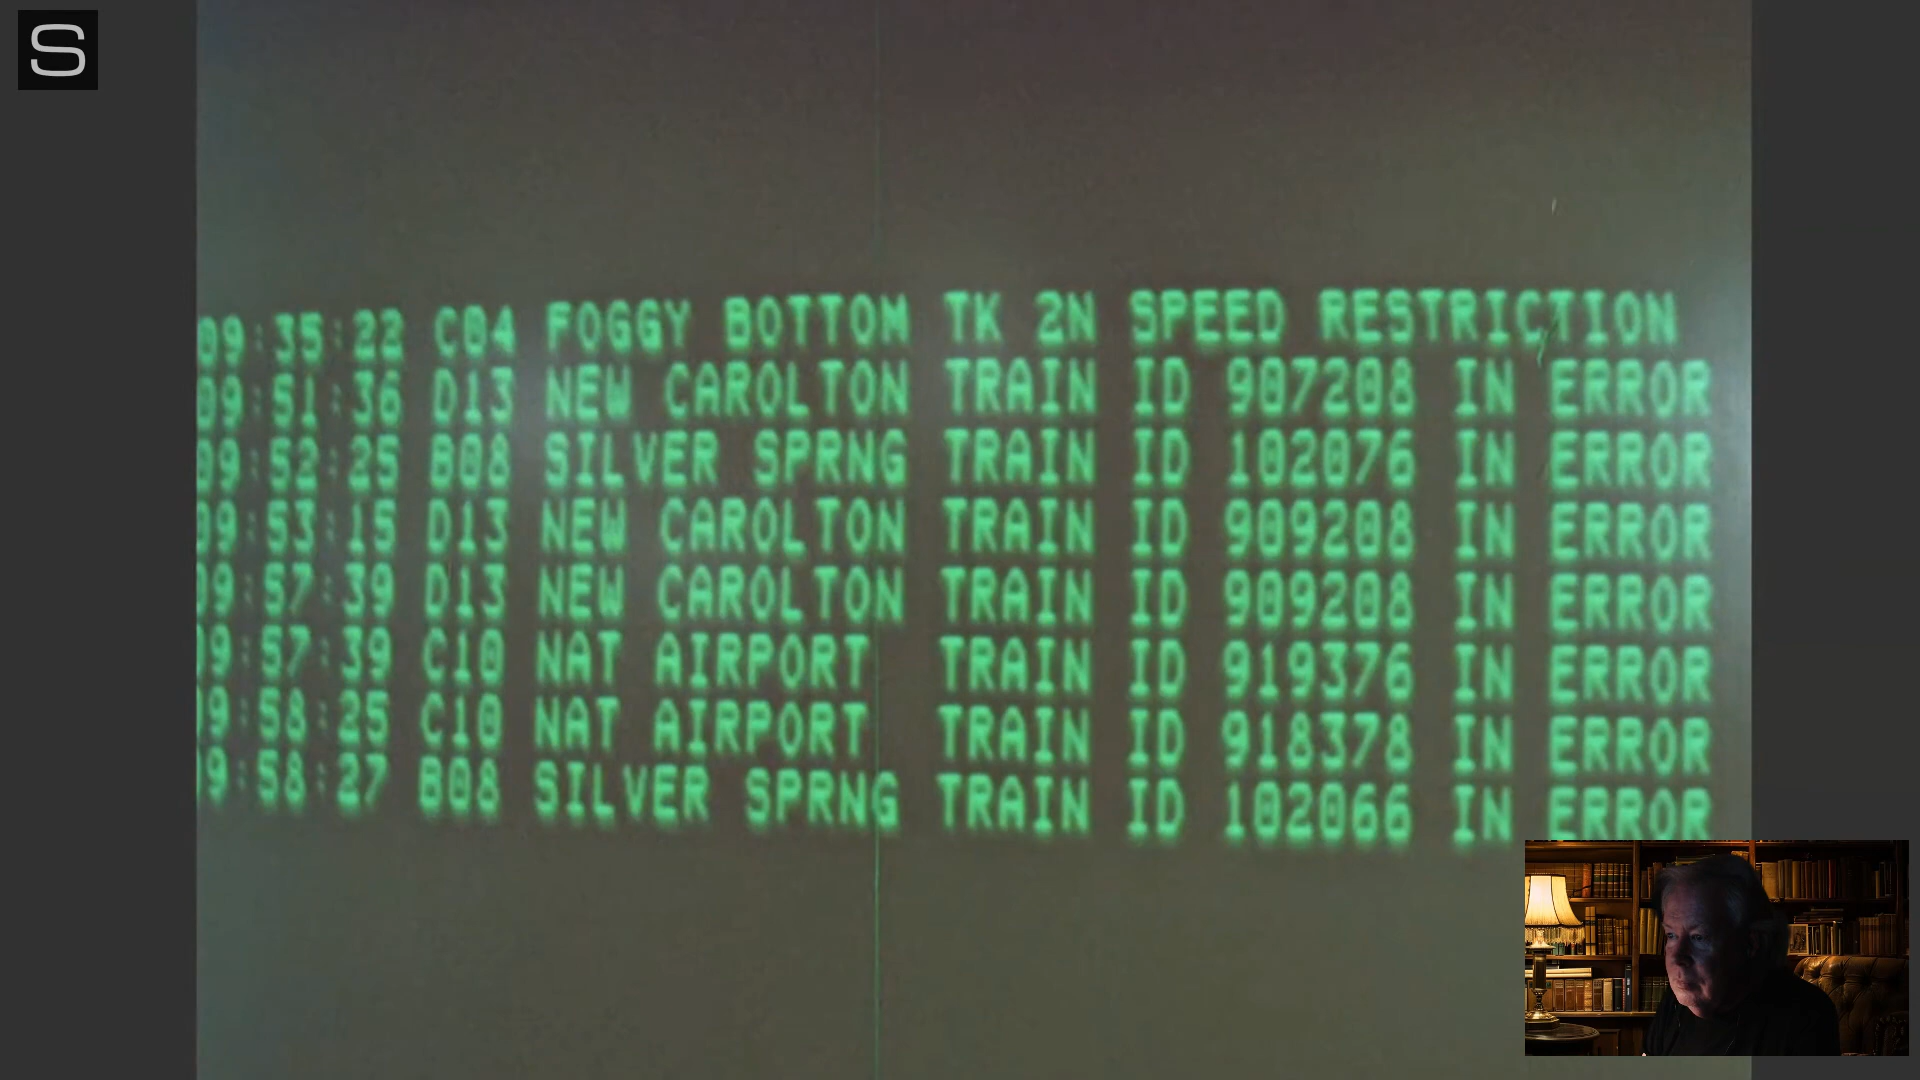 S
09:35:22 C04 FOGGY BOTTOM TK 2N SPEED RESTRICTION
09:51:36 D13 NEW CAROLTON TRAIN ID 907208 IN ERROR
09:52:25 B08 SILVER SPRNG TRAIN ID 102076 IN ERROR
09:53:15 D13 NEW CAROLTON TRAIN ID 909208 IN ERROR
09:57:39 D13 NEW CAROLTON TRAIN ID 909208 IN ERROR
09:57:39 C10 NAT AIRPORT TRAIN ID 919376 IN ERROR
09:58:25 C10 NAT AIRPORT TRAIN ID 918378 IN ERROR
09:58:27 B08 SILVER SPRNG TRAIN ID 102066 IN ERROR